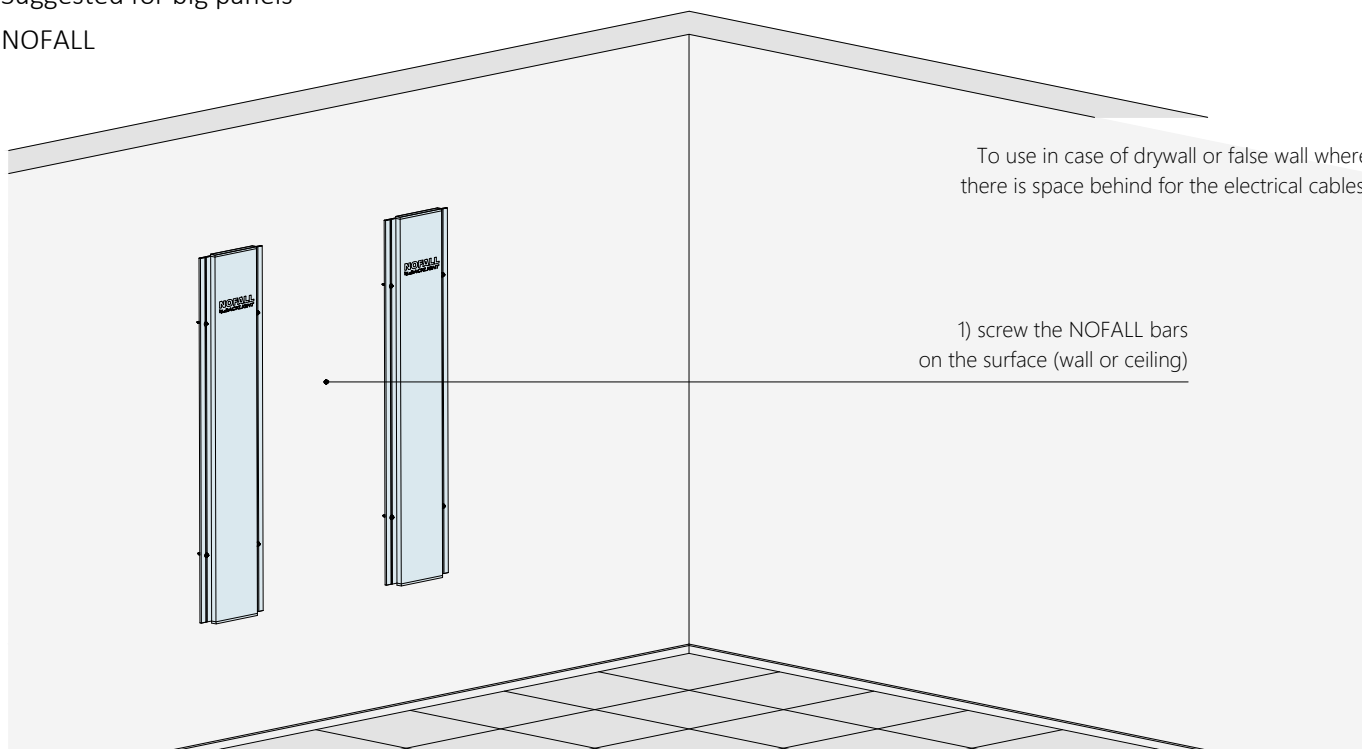 Suggested for big panels
NOFALL
To use in case of drywall or false wall where
there is space behind for the electrical cables
1) screw the NOFALL bars
on the surface (wall or ceiling)
NOFALL
NOFALL